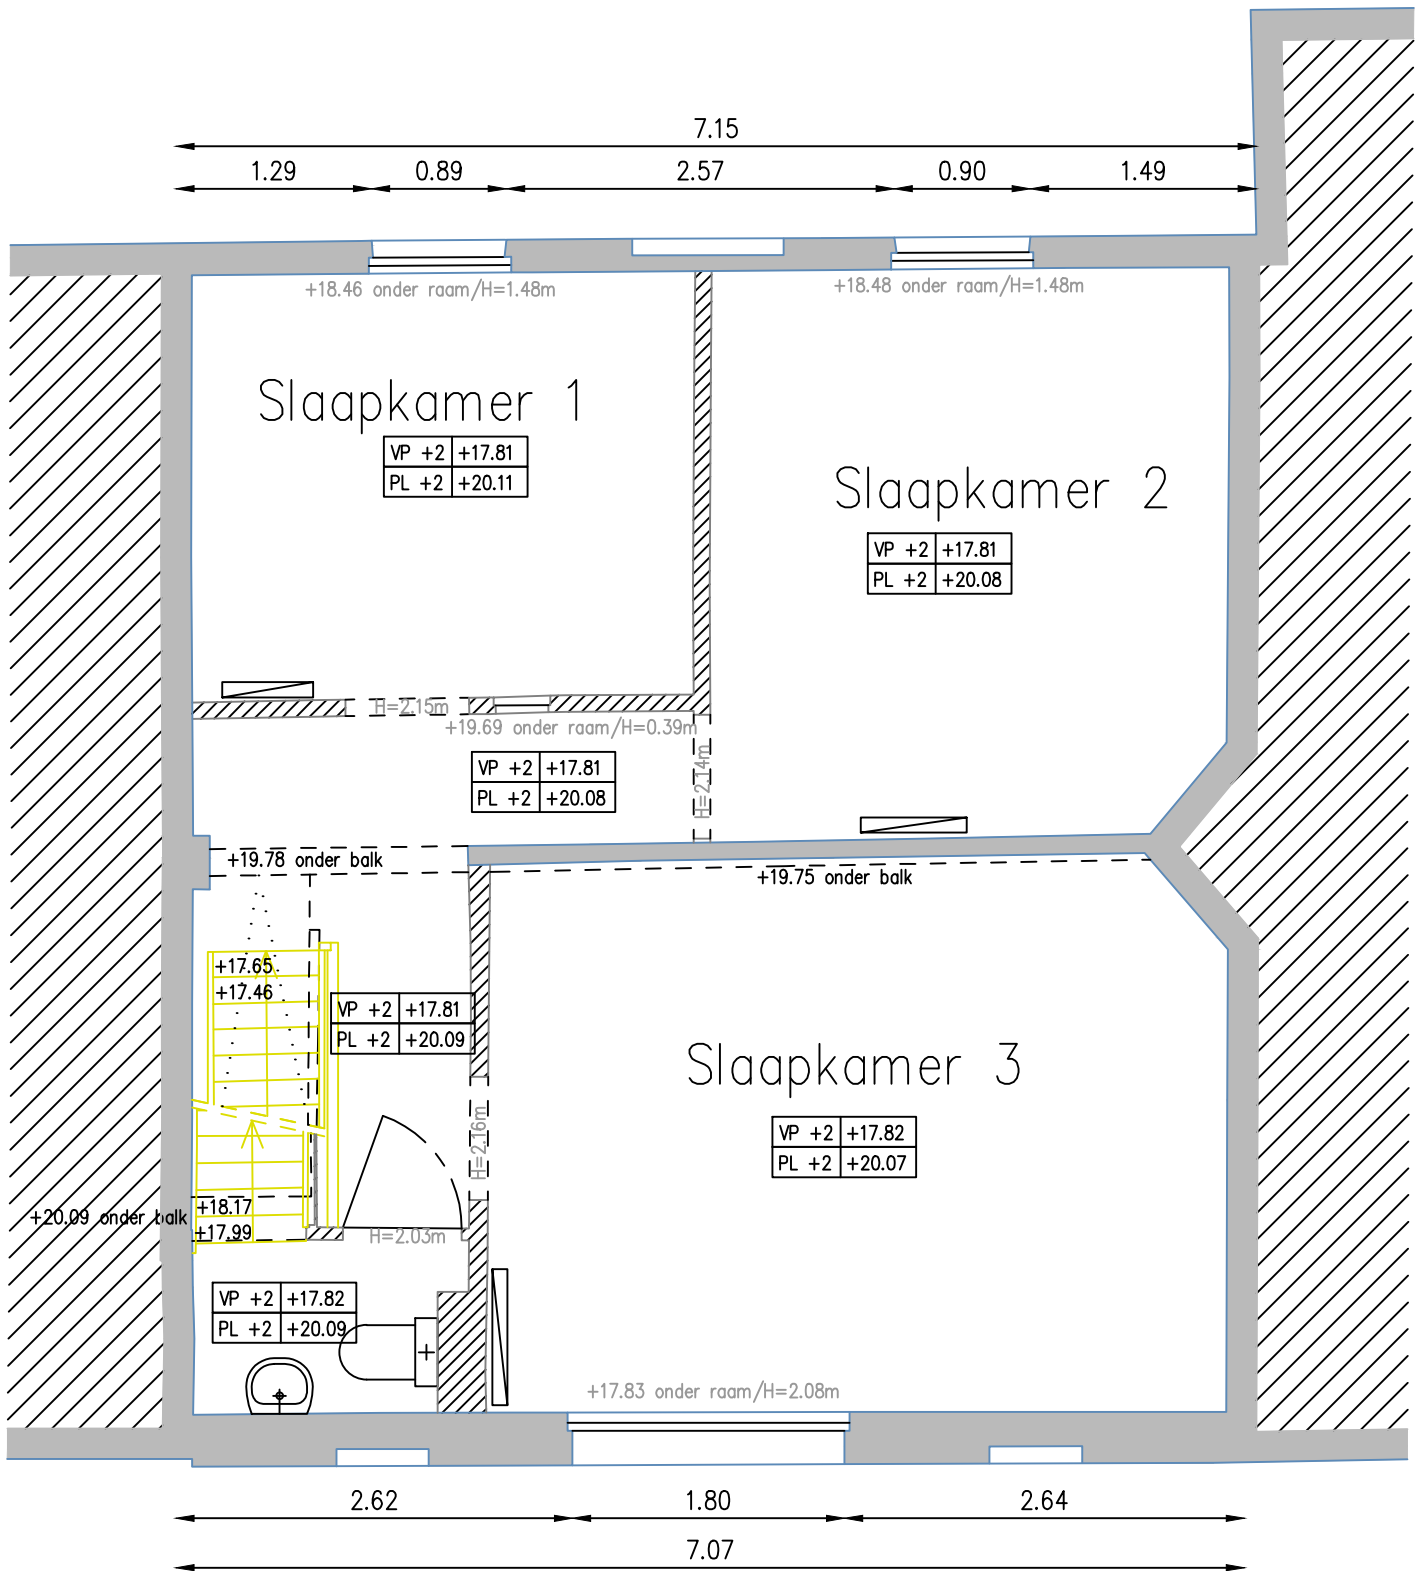 7.15
1.29 0.89 2.57 0.90 1.49
+18.46 onder raam/H=1.48m
+18.48 onder raam/H=1.48m
Slaapkamer 1
VP +2 +17.81
PL +2 +20.11
Slaapkamer 2
VP +2 +17.81
PL +2 +20.08
H=2.15m
+19.69 onder raam/H=0.39m
VP +2 +17.81
PL +2 +20.08
H=2.14m
+19.78 onder balk
+19.75 onder balk
+17.65
+17.46
VP +2 +17.81
PL +2 +20.09
Slaapkamer 3
VP +2 +17.82
PL +2 +20.07
H=2.16m
+18.17
+20.09 onder balk
+17.99
H=2.03m
VP +2 +17.82
PL +2 +20.09
+17.83 onder raam/H=2.08m
2.62 1.80 2.64
7.07